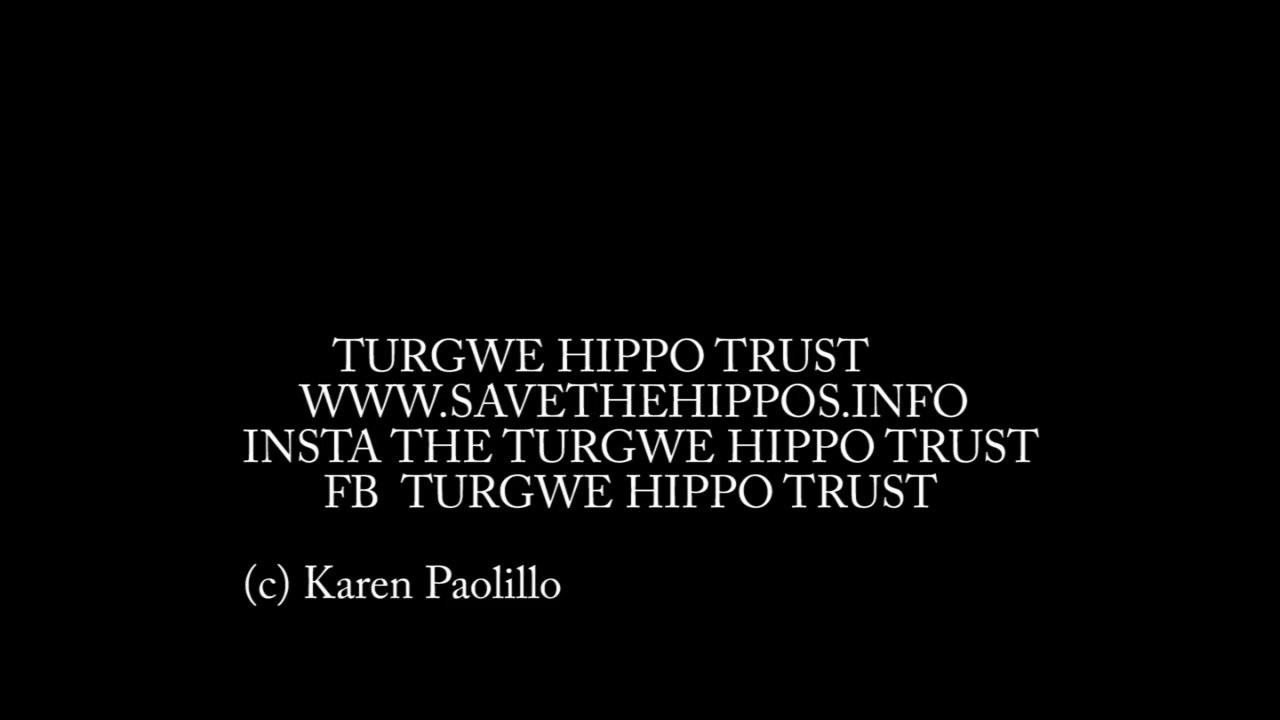 TURGWE HIPPO TRUST
WWW.SAVETHEHIPPOS.INFO
INSTA THE TURGWE HIPPO TRUST
FB  TURGWE HIPPO TRUST
(c) Karen Paolillo